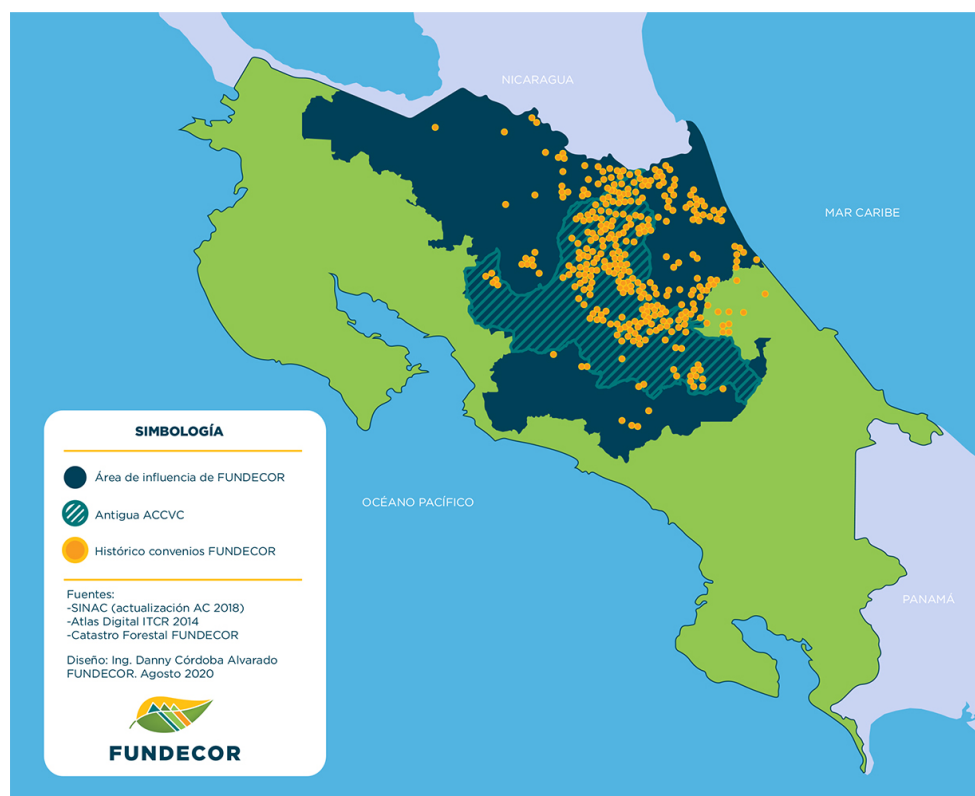 NICARAGUA
MAR CARIBE
OCÉANO PACÍFICO
PANAMÁ
SIMBOLOGÍA
Área de influencia de FUNDECOR
Antigua ACCVC
Histórico convenios FUNDECOR
Fuentes:
-SINAC (actualización AC 2018)
-Atlas Digital ITCR 2014
-Catastro Forestal FUNDECOR
Diseño: Ing. Danny Córdoba Alvarado
FUNDECOR. Agosto 2020
FUNDECOR